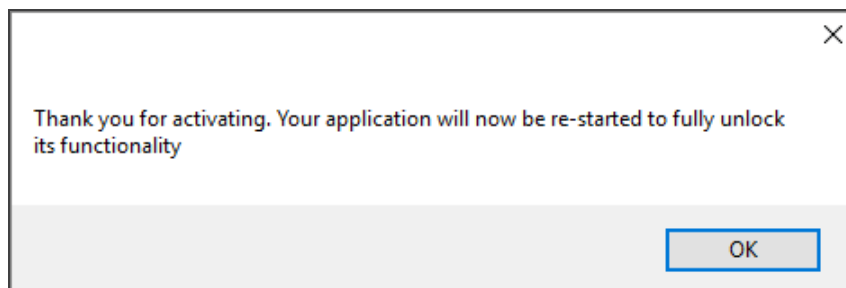 Thank you for activating. Your application will now be re-started to fully unlock
its functionality
OK